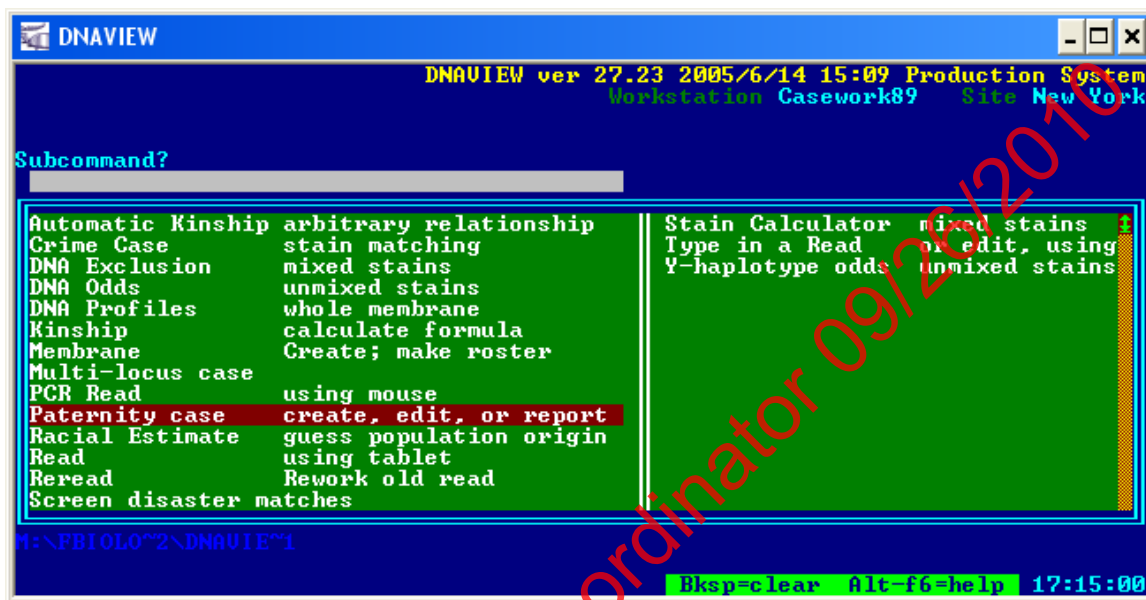 DNAVIEW
DNAVIEW ver 27.23 2005/6/14 15:09 Production System
Workstation Casework89 Site New York
Subcommand?
Automatic Kinship arbitrary relationship
Crime Case stain matching
DNA Exclusion mixed stains
DNA Odds unmixed stains
DNA Profiles whole membrane
Kinship calculate formula
Membrane Create; make roster
Multi-locus case
PCR Read using mouse
Paternity case create, edit, or report
Racial Estimate guess population origin
Read using tablet
Reread Rework old read
Screen disaster matches
Stain Calculator mixed stains
Type in a Read or edit, using
Y-haplotype odds unmixed stains
M:\FBIOLO~2\DNAVIE~1
Bksp=clear Alt-f6=help 17:15:00
ordinator 09/26/2010